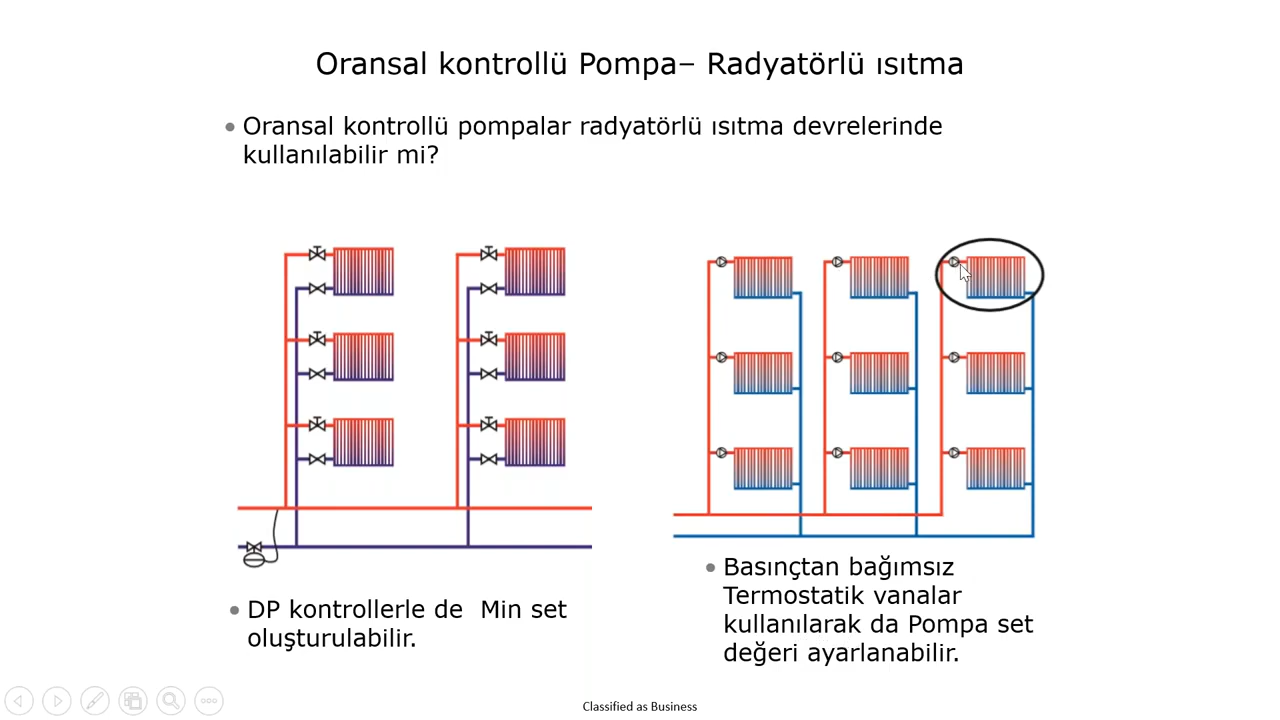 Oransal kontrollü Pompa– Radyatörlü ısıtma
Oransal kontrollü pompalar radyatörlü ısıtma devrelerinde
kullanılabilir mi?
DP kontrollerle de Min set
oluşturulabilir.
Basınçtan bağımsız
Termostatik vanalar
kullanılarak da Pompa set
değeri ayarlanabilir.
Classified as Business